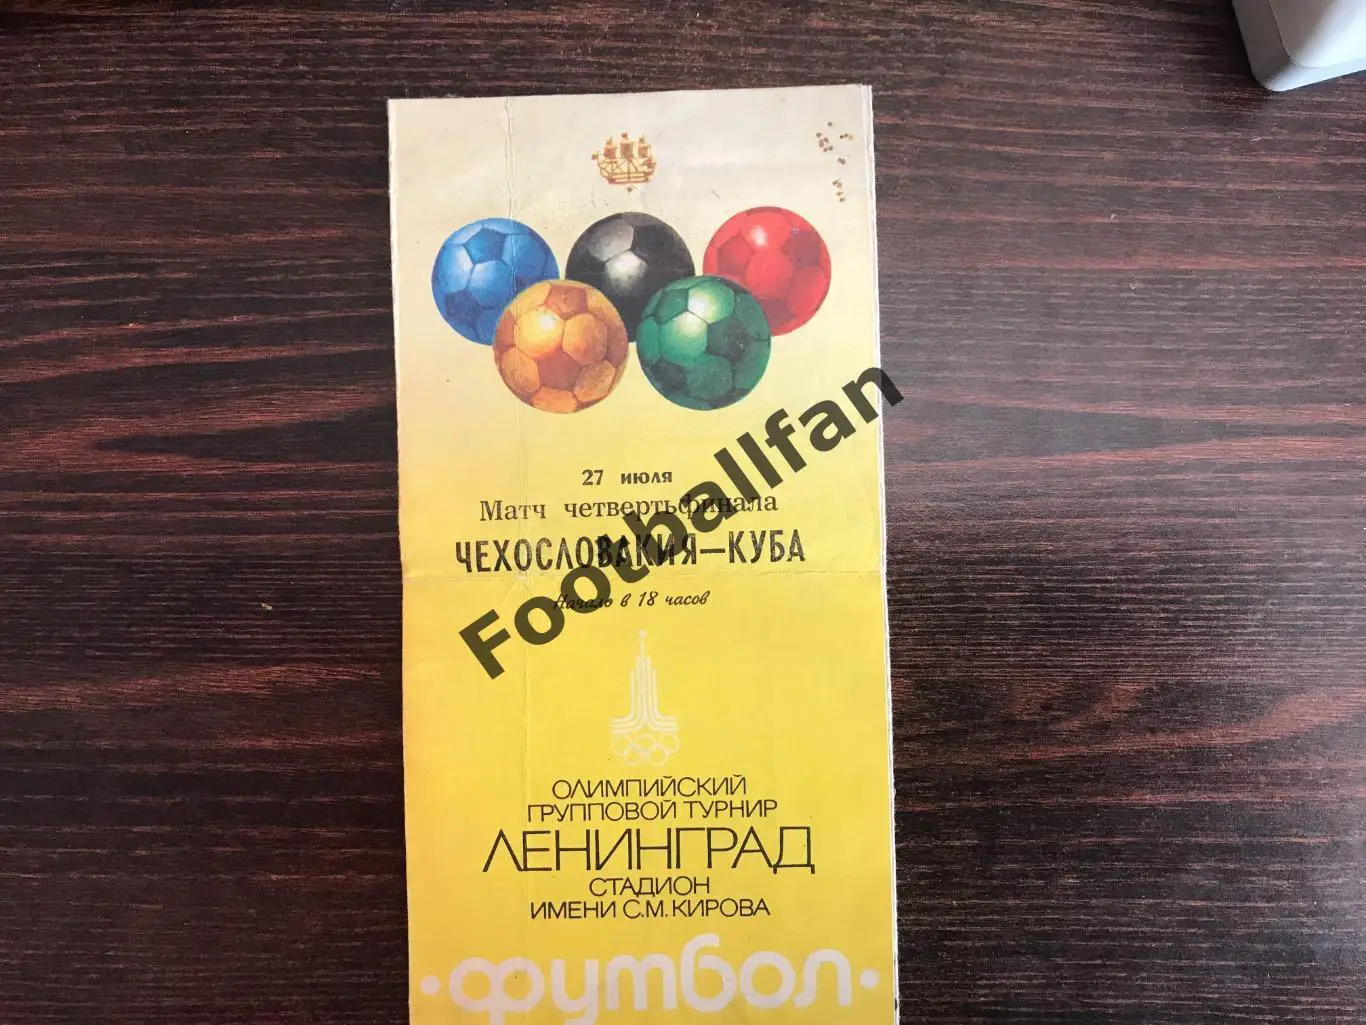 27 июля
Матч четвертьфинала
ЧЕХОСЛОВАКИЯ—КУБА
Начало в 18 часов
Footballfan
ОЛИМПИЙСКИЙ
ГРУППОВОЙ ТУРНИР
ЛЕНИНГРАД
СТАДИОН
ИМЕНИ С.М. КИРОВА
•футбол•